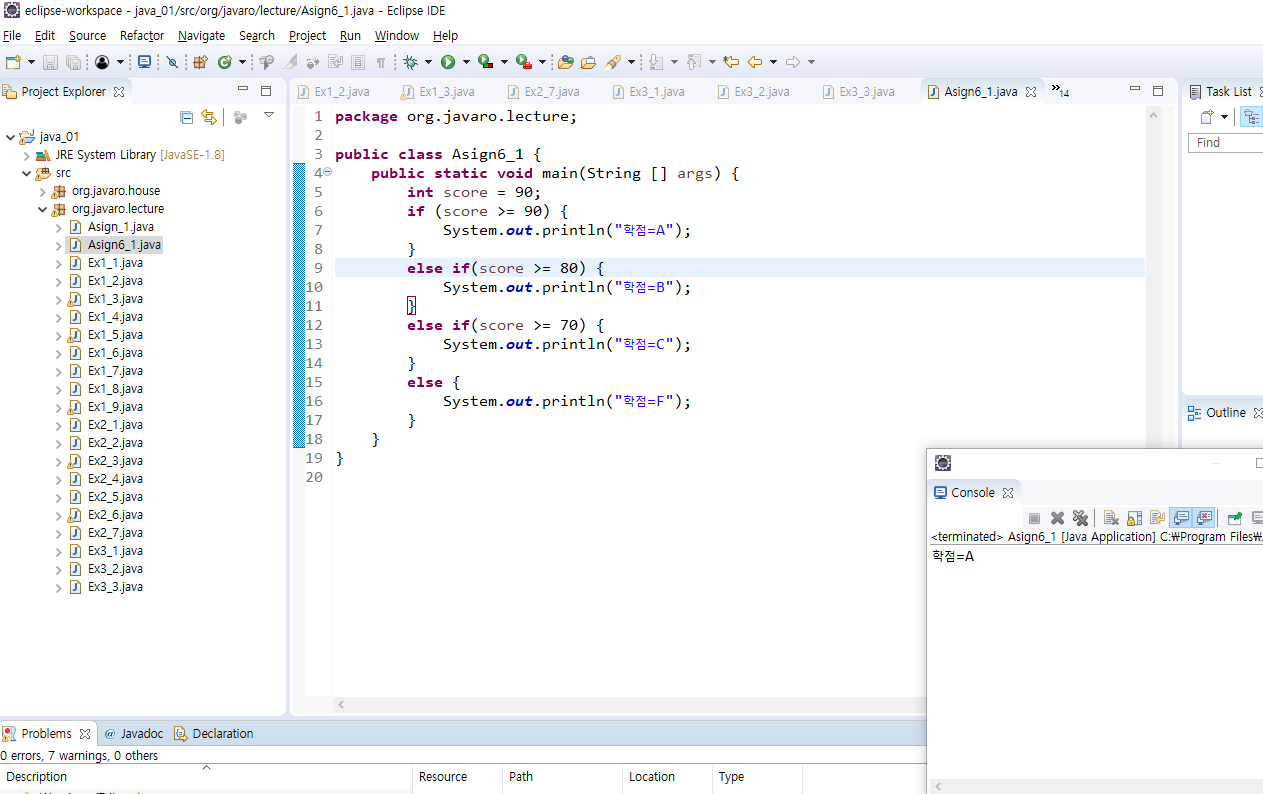 eclipse-workspace - java_01/src/org/javaro/lecture/Asign6_1.java - Eclipse IDE
File Edit Source Refactor Navigate Search Project Run Window Help
Project Explorer
java_01
JRE System Library [JavaSE-1.8]
src
org.javaro.house
org.javaro.lecture
Asign_1.java
Asign6_1.java
Ex1_1.java
Ex1_2.java
Ex1_3.java
Ex1_4.java
Ex1_5.java
Ex1_6.java
Ex1_7.java
Ex1_8.java
Ex1_9.java
Ex2_1.java
Ex2_2.java
Ex2_3.java
Ex2_4.java
Ex2_5.java
Ex2_6.java
Ex2_7.java
Ex3_1.java
Ex3_2.java
Ex3_3.java
Ex1_2.java Ex1_3.java Ex2_7.java Ex3_1.java Ex3_2.java Ex3_3.java Asign6_1.java »14
1 package org.javaro.lecture;
2
3 public class Asign6_1 {
4 public static void main(String [] args) {
5 int score = 90;
6 if (score >= 90) {
7 System.out.println("학점=A");
8 }
9 else if(score >= 80) {
10 System.out.println("학점=B");
11 }
12 else if(score >= 70) {
13 System.out.println("학점=C");
14 }
15 else {
16 System.out.println("학점=F");
17 }
18 }
19 }
20
Task List
Find
Outline
Console
<terminated> Asign6_1 [Java Application] C:₩Program Files₩
학점=A
Problems Javadoc Declaration
0 errors, 7 warnings, 0 others
Description Resource Path Location Type